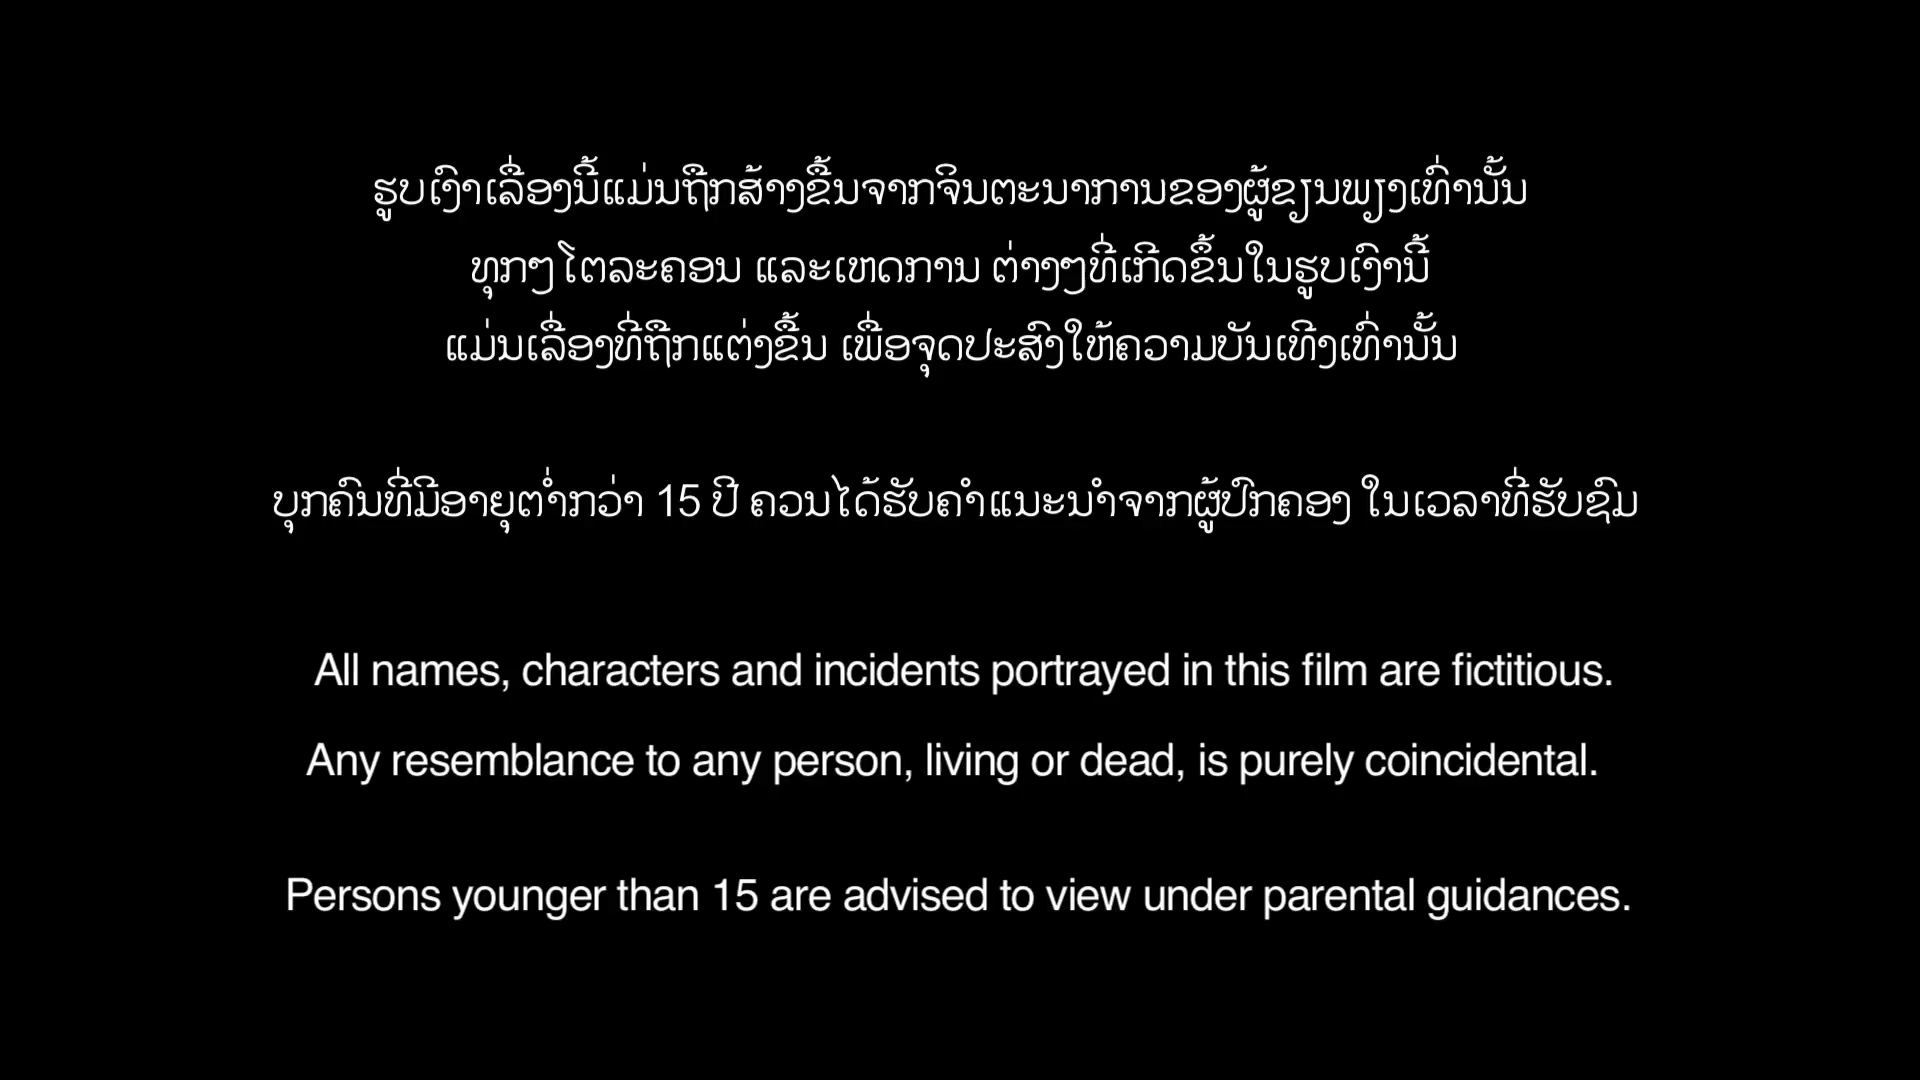 ຮູບເງົາເລື່ອງນີ້ແມ່ນຖືກສ້າງຂື້ນຈາກຈິນຕະນາການຂອງຜູ້ຂຽນພຽງເທົ່ານັ້ນ
ທຸກໆໂຕລະຄອນ ແລະເຫດການ ຕ່າງໆທີ່ເກີດຂຶ້ນໃນຮູບເງົານີ້
ແມ່ນເລື່ອງທີ່ຖືກແຕ່ງຂື້ນ ເພື່ອຈຸດປະສົງໃຫ້ຄວາມບັນເທີງເທົ່ານັ້ນ
ບຸກຄົນທີ່ມີອາຍຸຕ່ຳກວ່າ 15 ປີ ຄວນໄດ້ຮັບຄຳແນະນຳຈາກຜູ້ປົກຄອງ ໃນເວລາທີ່ຮັບຊົມ
All names, characters and incidents portrayed in this film are fictitious.
Any resemblance to any person, living or dead, is purely coincidental.
Persons younger than 15 are advised to view under parental guidances.